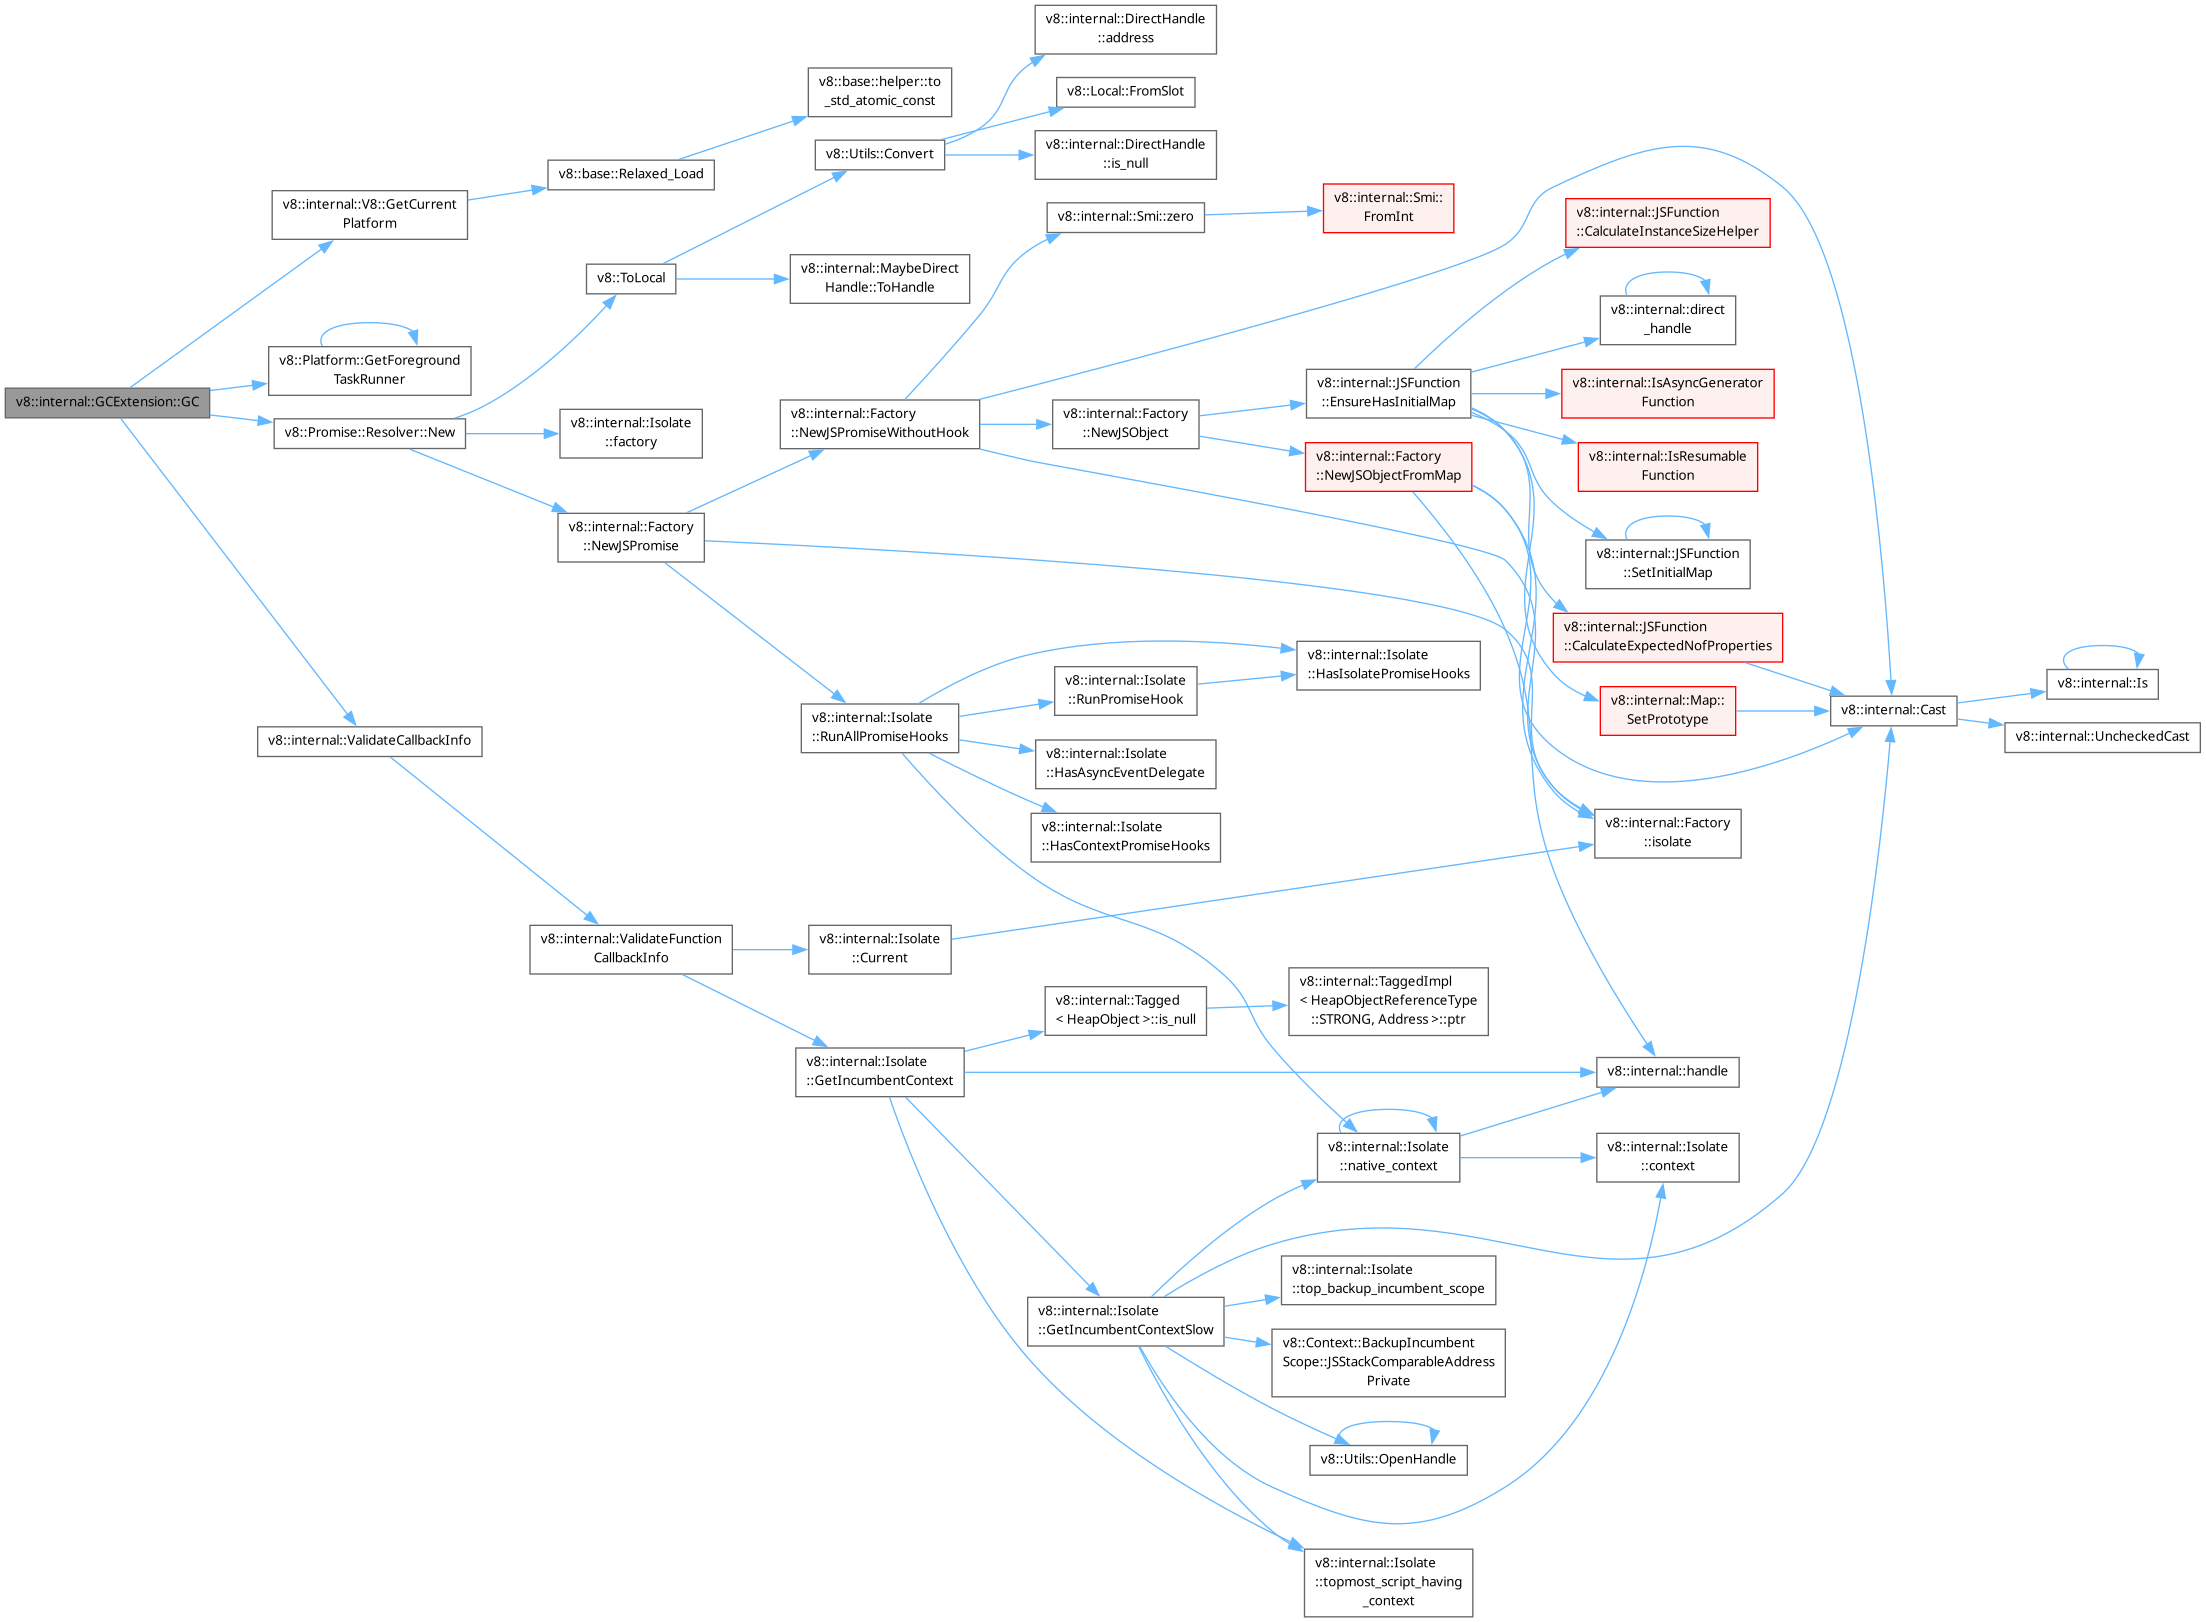 v8::internal::DirectHandle
::address
v8::base::helper::to
_std_atomic_const
v8::Local::FromSlot
v8::Utils::Convert
v8::internal::DirectHandle
::is_null
v8::base::Relaxed_Load
v8::internal::V8::GetCurrent
Platform
v8::internal::Smi::zero
v8::internal::Smi::
FromInt
v8::internal::JSFunction
::CalculateInstanceSizeHelper
v8::ToLocal
v8::internal::MaybeDirect
Handle::ToHandle
v8::internal::direct
_handle
v8::Platform::GetForeground
TaskRunner
v8::internal::GCExtension::GC
v8::Promise::Resolver::New
v8::internal::Isolate
::factory
v8::internal::Factory
::NewJSPromiseWithoutHook
v8::internal::Factory
::NewJSObject
v8::internal::JSFunction
::EnsureHasInitialMap
v8::internal::IsAsyncGenerator
Function
v8::internal::Factory
::NewJSObjectFromMap
v8::internal::IsResumable
Function
v8::internal::Factory
::NewJSPromise
v8::internal::JSFunction
::SetInitialMap
v8::internal::JSFunction
::CalculateExpectedNofProperties
v8::internal::Isolate
::HasIsolatePromiseHooks
v8::internal::Isolate
::RunPromiseHook
v8::internal::Is
v8::internal::Map::
SetPrototype
v8::internal::Cast
v8::internal::UncheckedCast
v8::internal::Isolate
::RunAllPromiseHooks
v8::internal::ValidateCallbackInfo
v8::internal::Isolate
::HasAsyncEventDelegate
v8::internal::Isolate
::HasContextPromiseHooks
v8::internal::Factory
::isolate
v8::internal::ValidateFunction
CallbackInfo
v8::internal::Isolate
::Current
v8::internal::Tagged
< HeapObject >::is_null
v8::internal::TaggedImpl
< HeapObjectReferenceType
::STRONG, Address >::ptr
v8::internal::Isolate
::GetIncumbentContext
v8::internal::handle
v8::internal::Isolate
::native_context
v8::internal::Isolate
::context
v8::internal::Isolate
::top_backup_incumbent_scope
v8::internal::Isolate
::GetIncumbentContextSlow
v8::Context::BackupIncumbent
Scope::JSStackComparableAddress
Private
v8::Utils::OpenHandle
v8::internal::Isolate
::topmost_script_having
_context